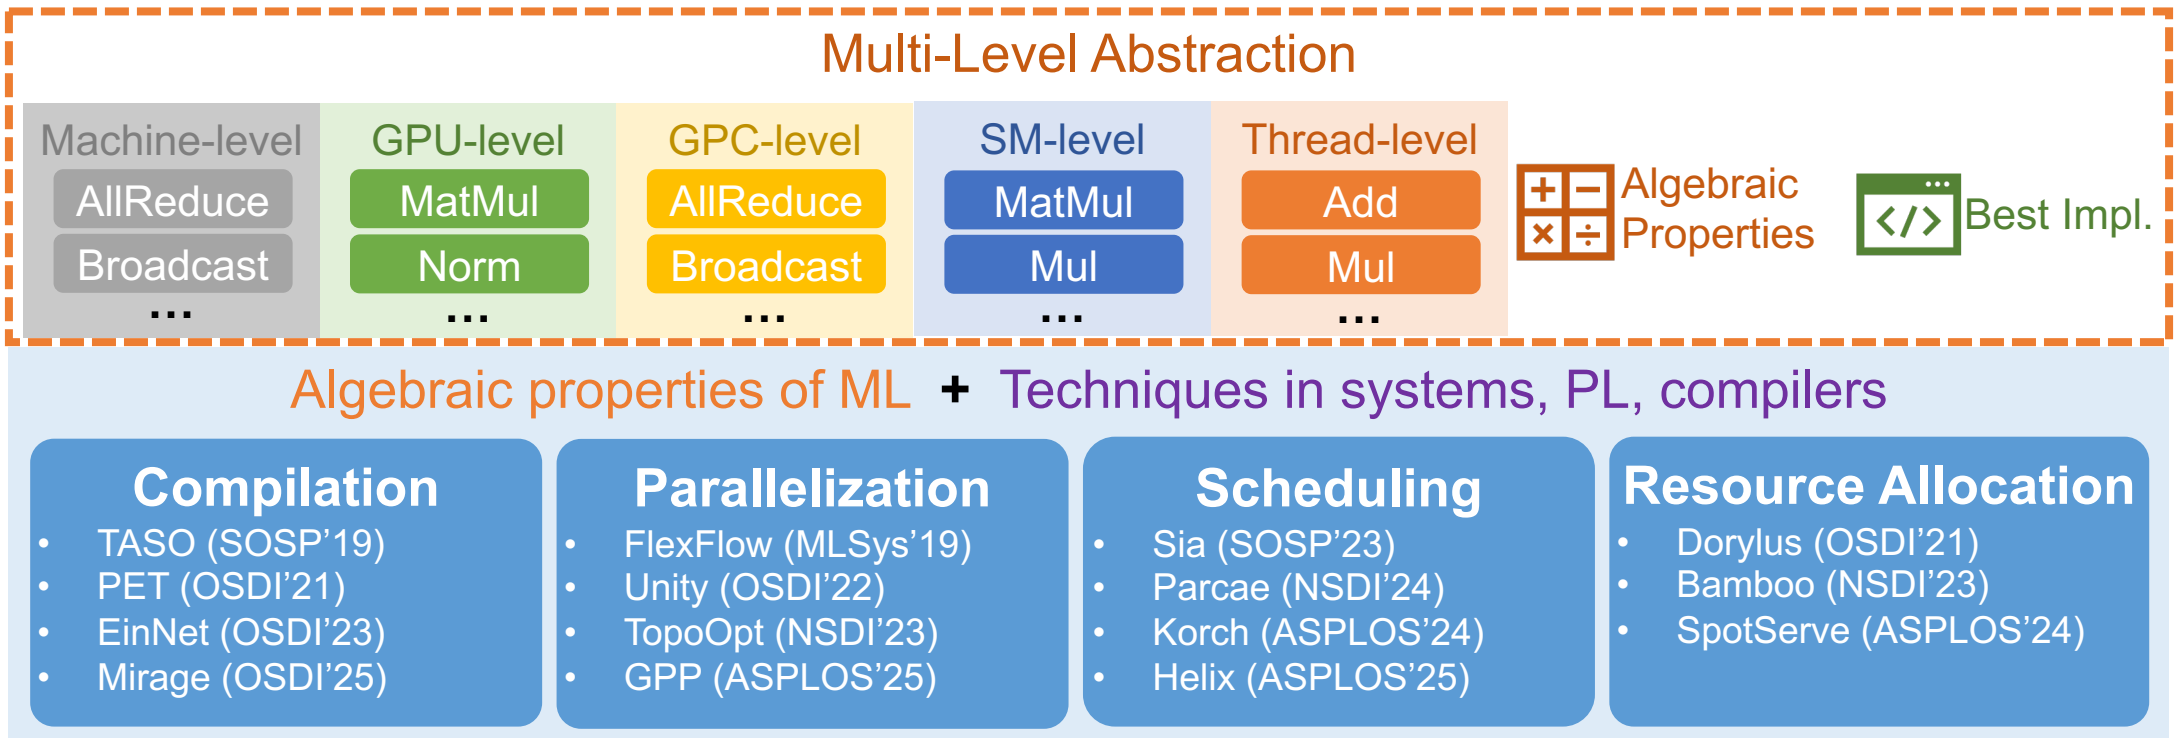 Multi-Level Abstraction
Machine-level
AllReduce
Broadcast
...
GPU-level
MatMul
Norm
...
GPC-level
AllReduce
Broadcast
...
SM-level
MatMul
Mul
...
Thread-level
Add
Mul
...
+ −
× ÷
Algebraic
Properties
</>
Best Impl.
Algebraic properties of ML + Techniques in systems, PL, compilers
Compilation
• TASO (SOSP’19)
• PET (OSDI’21)
• EinNet (OSDI’23)
• Mirage (OSDI’25)
Parallelization
• FlexFlow (MLSys’19)
• Unity (OSDI’22)
• TopoOpt (NSDI’23)
• GPP (ASPLOS’25)
Scheduling
• Sia (SOSP’23)
• Parcae (NSDI’24)
• Korch (ASPLOS’24)
• Helix (ASPLOS’25)
Resource Allocation
• Dorylus (OSDI’21)
• Bamboo (NSDI’23)
• SpotServe (ASPLOS’24)